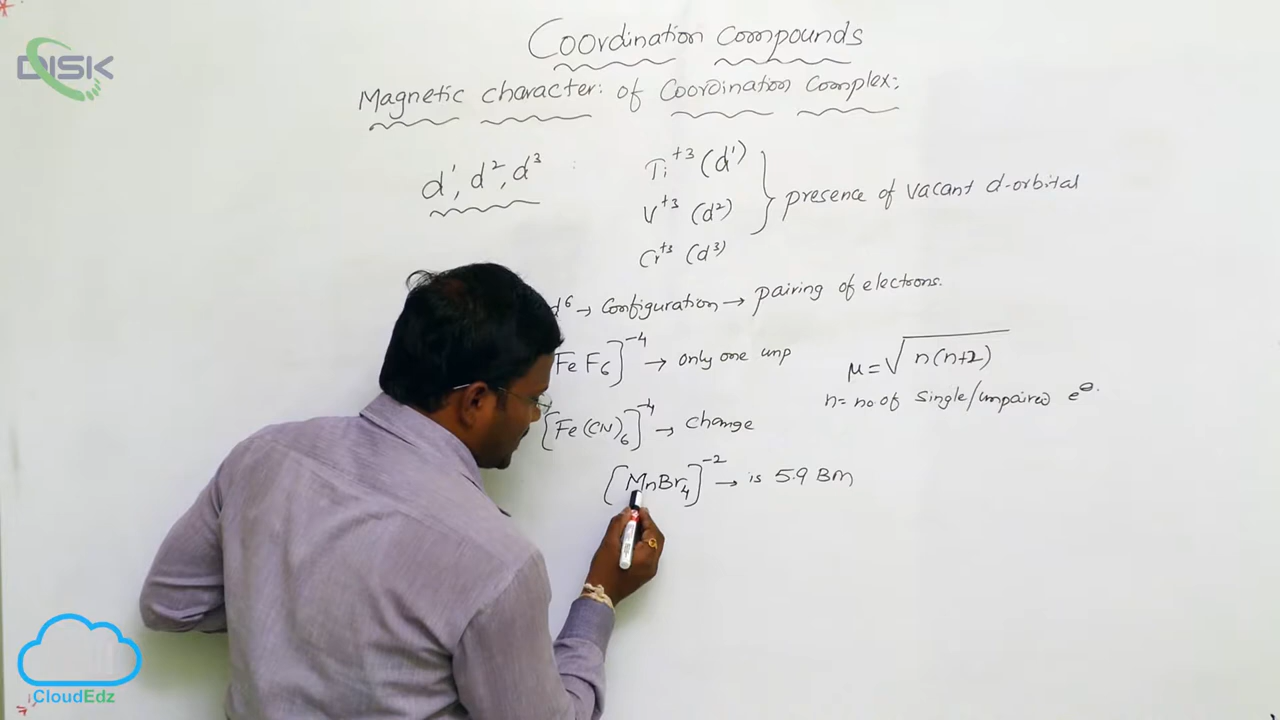 DISK
Coordination Compounds
Magnetic character: of Coordination Complex:
d¹, d², d³ : Ti⁺³ (d¹)
V⁺³ (d²) } presence of vacant d-orbital
Cr⁺³ (d³)
d⁶ → Configuration → pairing of electrons.
FeF₆]⁻⁴ → only one unp
μ = √n(n+2)
n = no of single/unpaired e⊖.
[Fe(CN)₆]⁻⁴ → change
[MnBr₄]⁻² → is 5.9 BM
CloudEdz